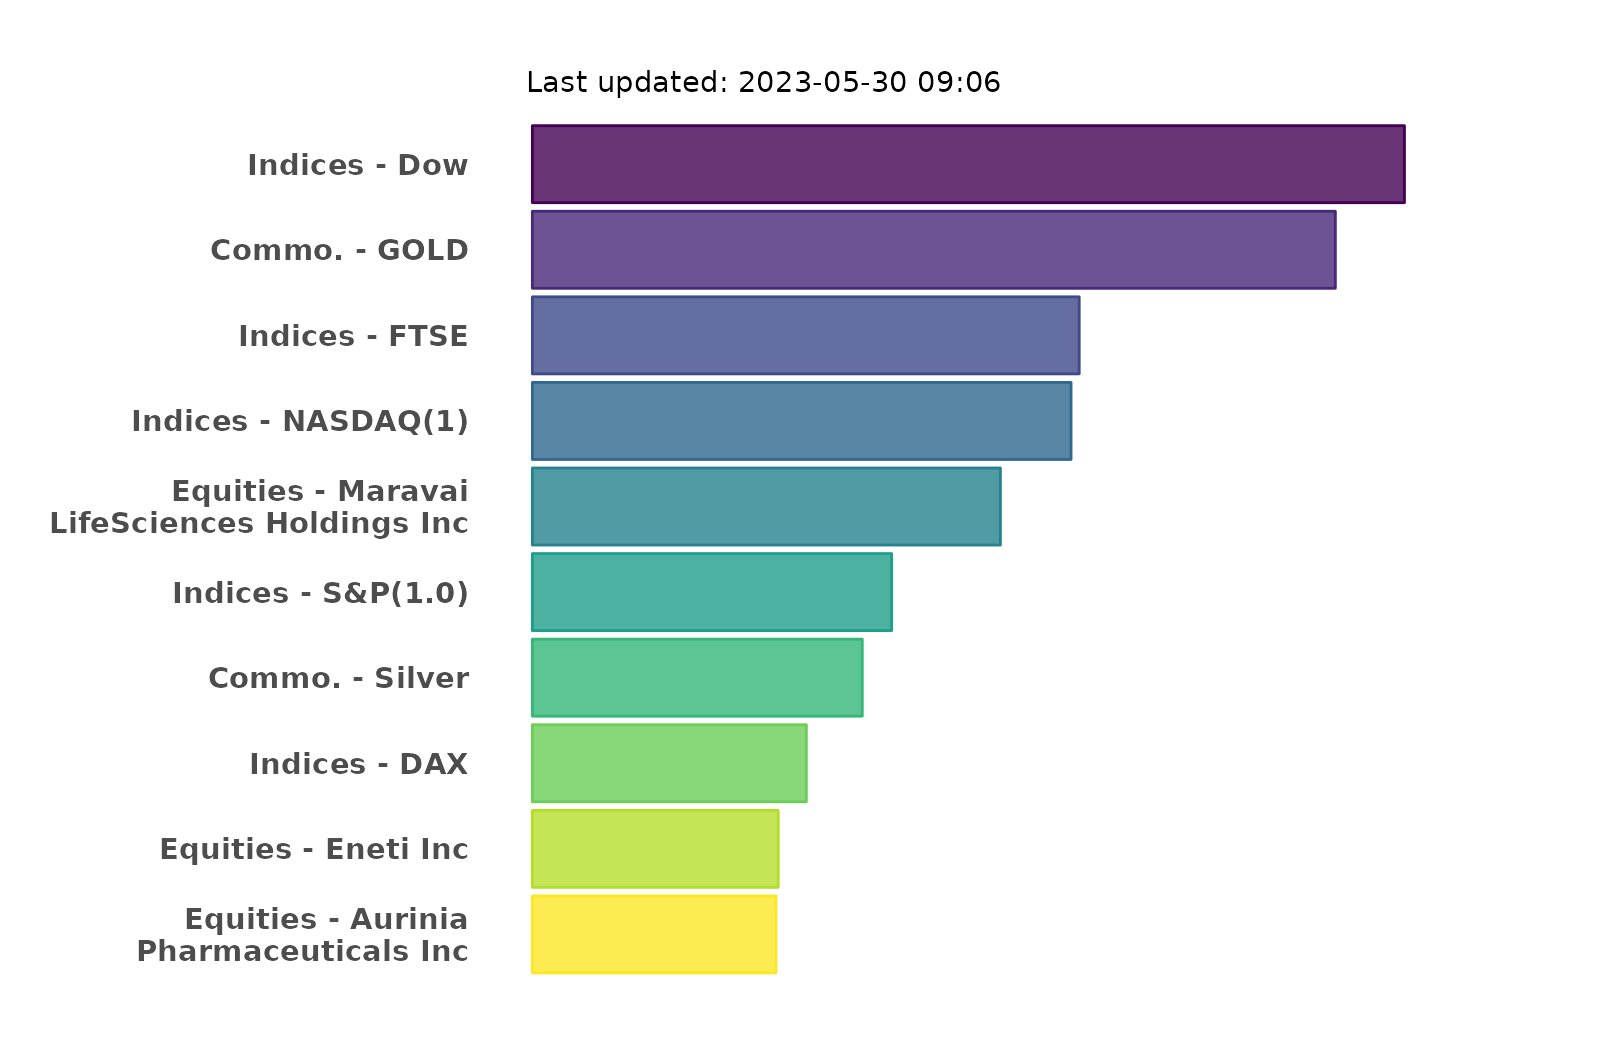 Last updated: 2023-05-30 09:06
Indices - Dow
Commo. - GOLD
Indices - FTSE
Indices - NASDAQ(1)
Equities - Maravai
LifeSciences Holdings Inc
Indices - S&P(1.0)
Commo. - Silver
Indices - DAX
Equities - Eneti Inc
Equities - Aurinia
Pharmaceuticals Inc